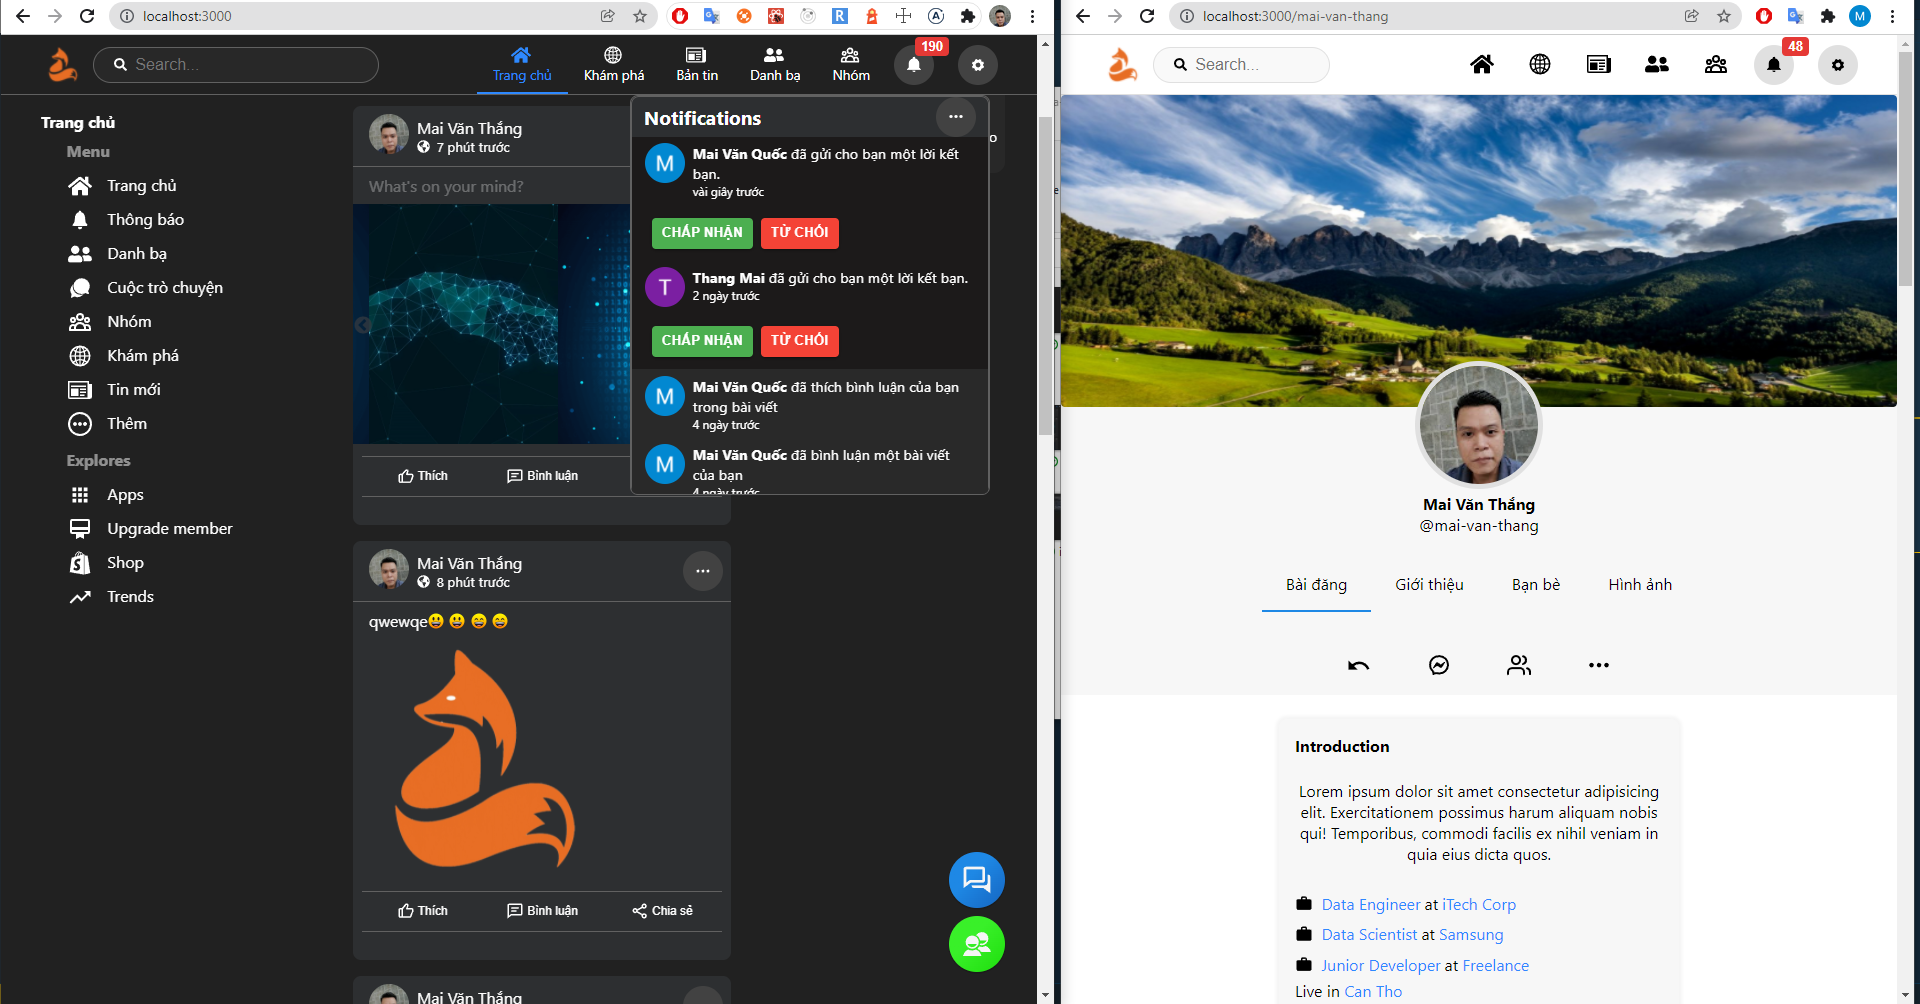 localhost:3000
Search...
Trang chủ
Khám phá
Bản tin
Danh bạ
Nhóm
190
Trang chủ
Menu
Trang chủ
Thông báo
Danh bạ
Cuộc trò chuyện
Nhóm
Khám phá
Tin mới
Thêm
Explores
Apps
Upgrade member
Shop
Trends
Mai Văn Thắng
7 phút trước
What's on your mind?
Thích
Bình luận
Notifications
Mai Văn Quốc đã gửi cho bạn một lời kết
bạn.
vài giây trước
CHẤP NHẬN
TỪ CHỐI
Thang Mai đã gửi cho bạn một lời kết bạn.
2 ngày trước
CHẤP NHẬN
TỪ CHỐI
Mai Văn Quốc đã thích bình luận của bạn
trong bài viết
4 ngày trước
Mai Văn Quốc đã bình luận một bài viết
của bạn
4 ngày trước
M
T
M
M
o
Mai Văn Thắng
8 phút trước
qwewqe😃 😃 😄 😄
Thích
Bình luận
Chia sẻ
Mai Văn Thắng
localhost:3000/mai-van-thang
M
Search...
48
Mai Văn Thắng
@mai-van-thang
Bài đăng
Giới thiệu
Bạn bè
Hình ảnh
Introduction
Lorem ipsum dolor sit amet consectetur adipisicing
elit. Exercitationem possimus harum aliquam nobis
qui! Temporibus, commodi facilis ex nihil veniam in
quia eius dicta quos.
Data Engineer at iTech Corp
Data Scientist at Samsung
Junior Developer at Freelance
Live in Can Tho